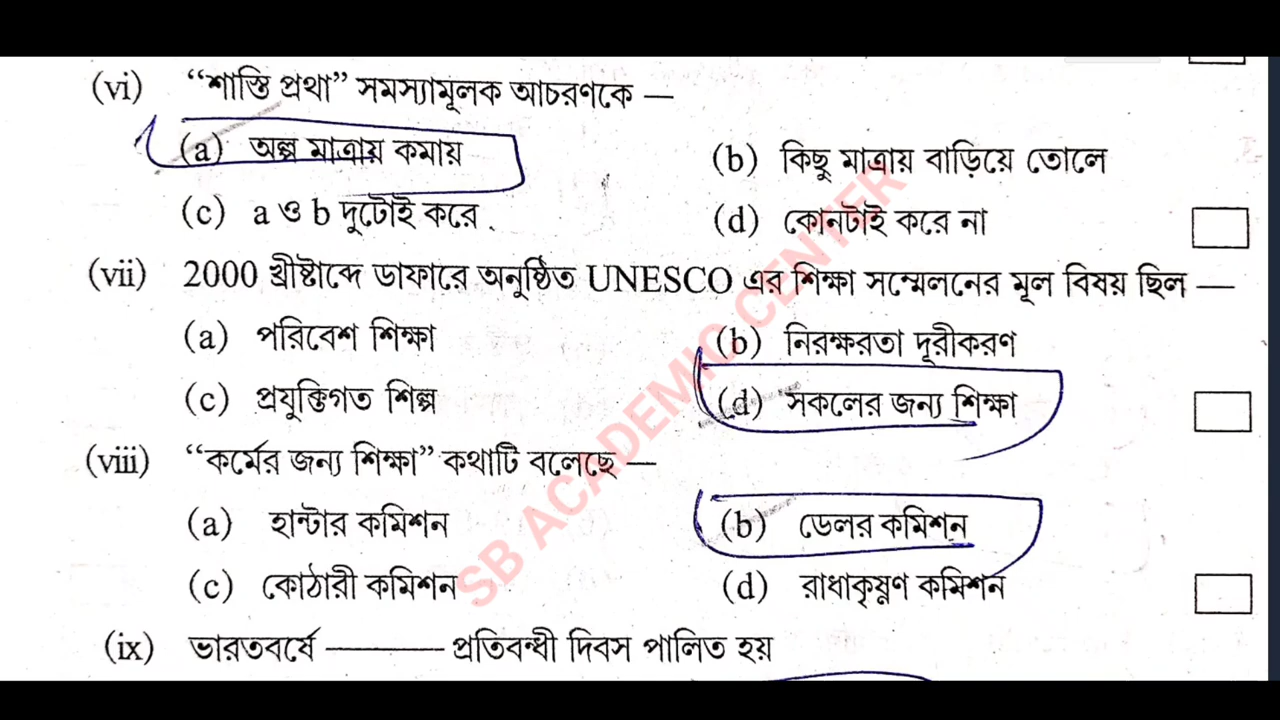 (vi) “শাস্তি প্রথা” সমস্যামূলক আচরণকে —
(a) অল্প মাত্রায় কমায়
(b) কিছু মাত্রায় বাড়িয়ে তোলে
(c) a ও b দুটোই করে
(d) কোনটাই করে না
(vii) 2000 খ্রীষ্টাব্দে ডাফারে অনুষ্ঠিত UNESCO এর শিক্ষা সম্মেলনের মূল বিষয় ছিল —
(a) পরিবেশ শিক্ষা
(b) নিরক্ষরতা দূরীকরণ
(c) প্রযুক্তিগত শিল্প
(d) সকলের জন্য শিক্ষা
(viii) “কর্মের জন্য শিক্ষা” কথাটি বলেছে —
(a) হান্টার কমিশন
(b) ডেলর কমিশন
(c) কোঠারী কমিশন
(d) রাধাকৃষ্ণণ কমিশন
(ix) ভারতবর্ষে ——— প্রতিবন্ধী দিবস পালিত হয়
SB ACADEMIC CENTER